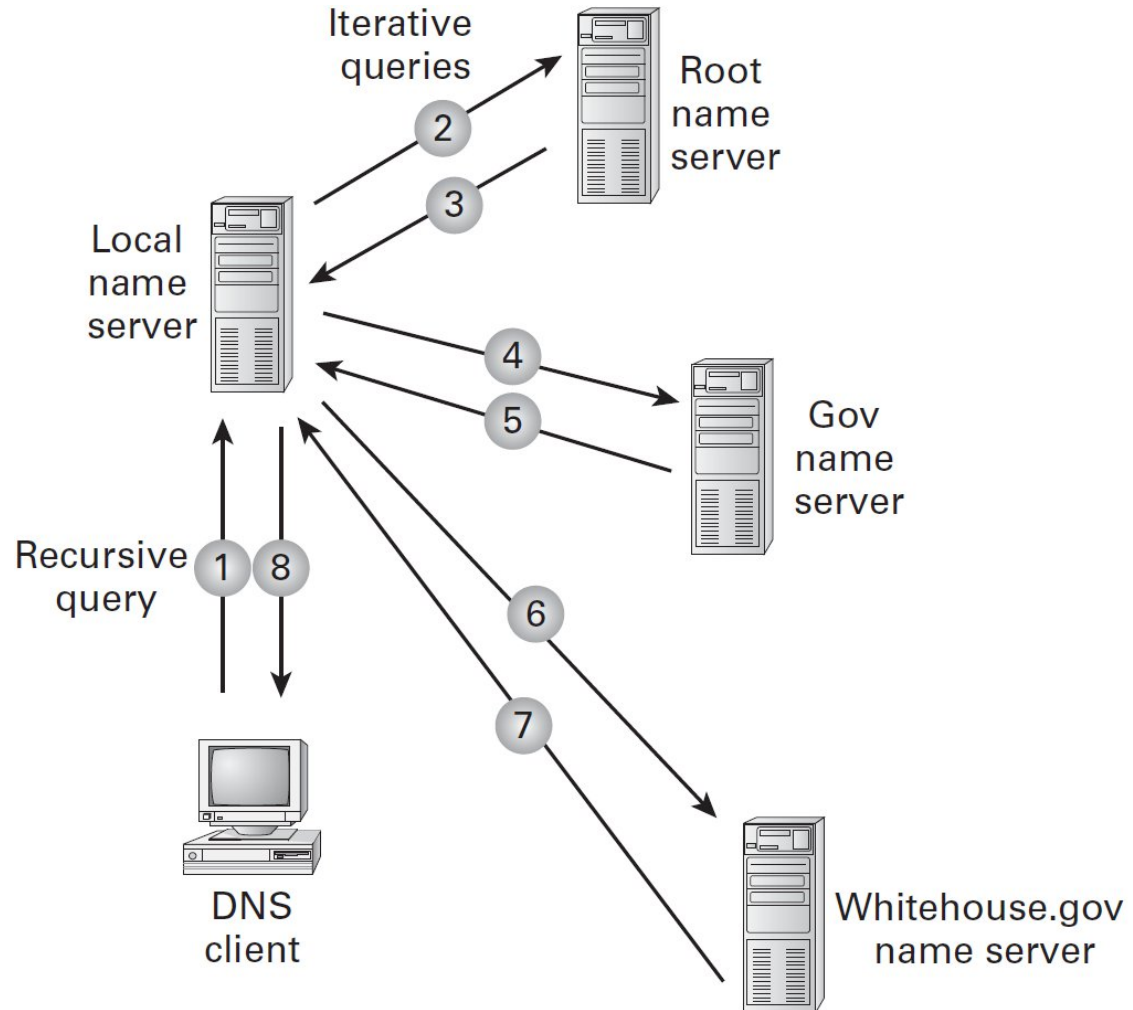 Iterative
queries
2
Root
name
server
3
Local
name
server
4
5
Gov
name
server
Recursive
query
1
8
6
7
DNS
client
Whitehouse.gov
name server